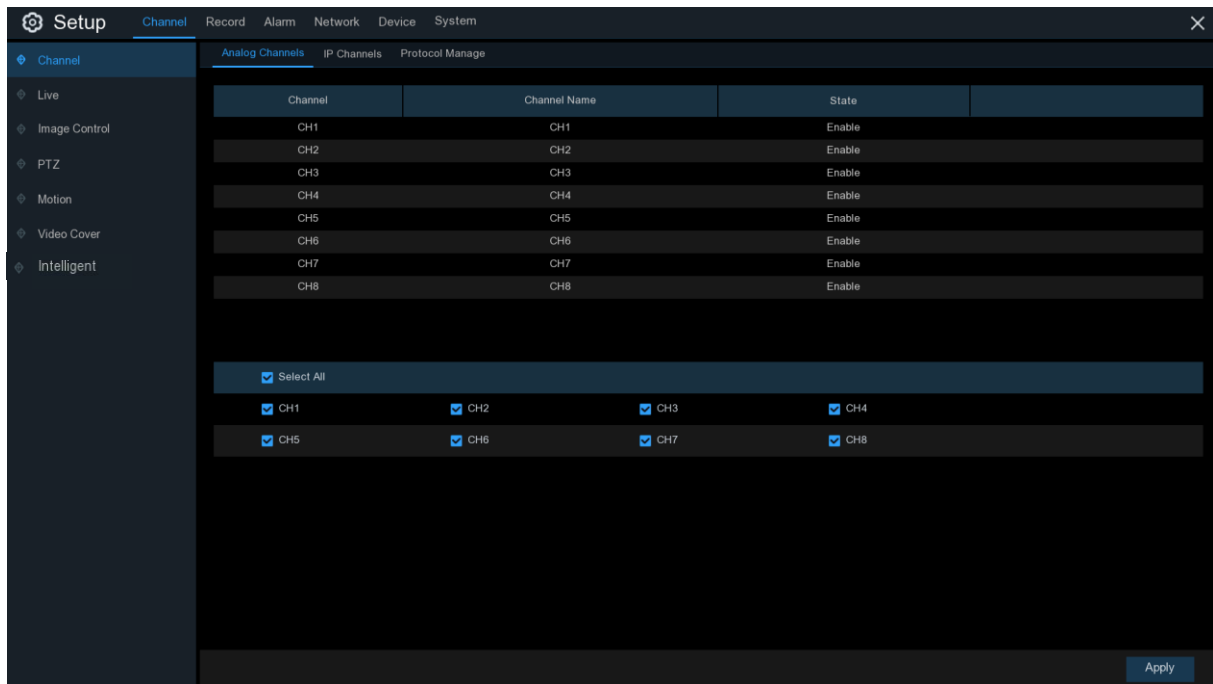 Setup Channel Record Alarm Network Device System
Channel
Live
Image Control
PTZ
Motion
Video Cover
Intelligent
Analog Channels IP Channels Protocol Manage
Channel Channel Name State
CH1 CH1 Enable
CH2 CH2 Enable
CH3 CH3 Enable
CH4 CH4 Enable
CH5 CH5 Enable
CH6 CH6 Enable
CH7 CH7 Enable
CH8 CH8 Enable
Select All
CH1 CH2 CH3 CH4
CH5 CH6 CH7 CH8
Apply